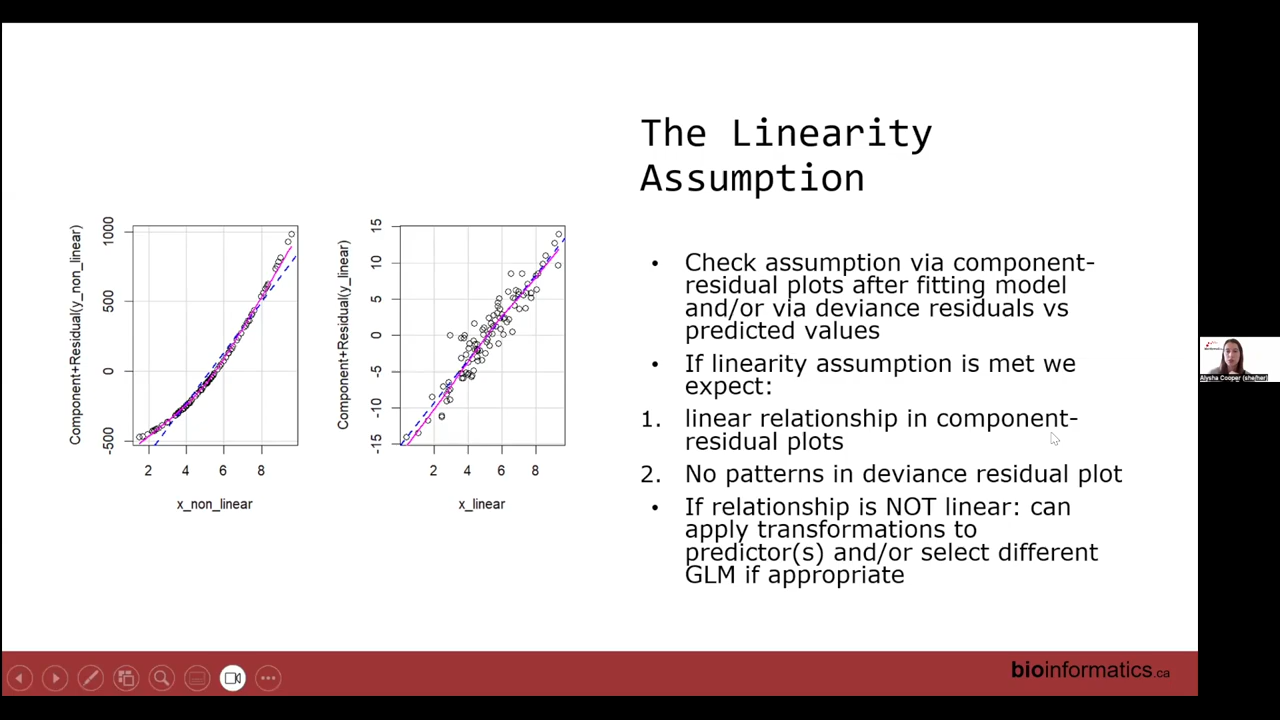 The Linearity
Assumption
• Check assumption via component-
residual plots after fitting model
and/or via deviance residuals vs
predicted values
• If linearity assumption is met we
expect:
1. linear relationship in component-
residual plots
2. No patterns in deviance residual plot
• If relationship is NOT linear: can
apply transformations to
predictor(s) and/or select different
GLM if appropriate
Component+Residual(y_non_linear)
1000
500
0
-500
2 4 6 8
x_non_linear
Component+Residual(y_linear)
15
10
5
0
-5
-10
-15
2 4 6 8
x_linear
Alysha Cooper (she/her)
bioinformatics.ca